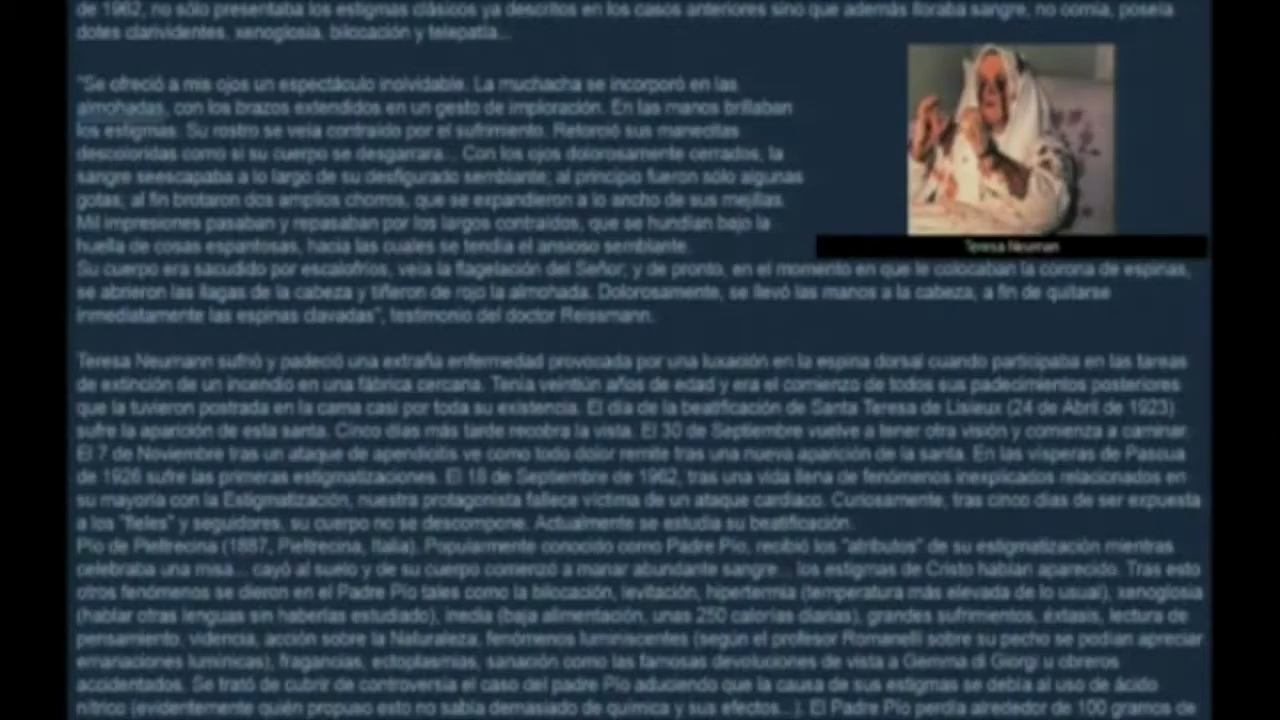 de 1962, no sólo presentaba los estigmas clásicos ya descritos en los casos anteriores sino que además lloraba sangre, no comía, poseía
dotes clarividentes, xenoglosia, bilocación y telepatía...
"Se ofreció a mis ojos un espectáculo inolvidable. La muchacha se incorporó en las
almohadas, con los brazos extendidos en un gesto de imploración. En las manos brillaban
los estigmas. Su rostro se veía contraído por el sufrimiento. Retorció sus manecitas
descoloridas como si su cuerpo se desgarrara... Con los ojos dolorosamente cerrados, la
sangre seescapaba a lo largo de su desfigurado semblante; al principio fueron sólo algunas
gotas; al fin brotaron dos amplios chorros, que se expandieron a lo ancho de sus mejillas.
Mil impresiones pasaban y repasaban por los largos contraídos, que se hundían bajo la
huella de cosas espantosas, hacia las cuales se tendía el ansioso semblante.
Teresa Neuman
Su cuerpo era sacudido por escalofríos, veía la flagelación del Señor; y de pronto, en el momento en que le colocaban la corona de espinas,
se abrieron las llagas de la cabeza y tiñeron de rojo la almohada. Dolorosamente, se llevó las manos a la cabeza, a fin de quitarse
inmediatamente las espinas clavadas", testimonio del doctor Reissmann.
Teresa Neumann sufrió y padeció una extraña enfermedad provocada por una luxación en la espina dorsal cuando participaba en las tareas
de extinción de un incendio en una fábrica cercana. Tenía veintiún años de edad y era el comienzo de todos sus padecimientos posteriores
que la tuvieron postrada en la cama casi por toda su existencia. El día de la beatificación de Santa Teresa de Lisieux (24 de Abril de 1923)
sufre la aparición de esta santa. Cinco días más tarde recobra la vista. El 30 de Septiembre vuelve a tener otra visión y comienza a caminar.
El 7 de Noviembre tras un ataque de apendicitis ve como todo dolor remite tras una nueva aparición de la santa. En las vísperas de Pascua
de 1926 sufre las primeras estigmatizaciones. El 18 de Septiembre de 1962, tras una vida llena de fenómenos inexplicados relacionados en
su mayoría con la Estigmatización, nuestra protagonista fallece víctima de un ataque cardíaco. Curiosamente, tras cinco días de ser expuesta
a los "fieles" y seguidores, su cuerpo no se descompone. Actualmente se estudia su beatificación.
Pío de Pieltrecina (1887, Pieltrecina, Italia). Popularmente conocido como Padre Pío, recibió los "atributos" de su estigmatización mientras
celebraba una misa... cayó al suelo y de su cuerpo comenzó a manar abundante sangre... los estigmas de Cristo habían aparecido. Tras esto
otros fenómenos se dieron en el Padre Pío tales como la bilocación, levitación, hipertermia (temperatura más elevada de lo usual), xenoglosia
(hablar otras lenguas sin haberlas estudiado), inedia (baja alimentación, unas 250 calorías diarias), grandes sufrimientos, éxtasis, lectura de
pensamiento, videncia, acción sobre la Naturaleza, fenómenos luminiscentes (según el profesor Romanelli sobre su pecho se podían apreciar
emanaciones lumínicas), fragancias, ectoplasmias, sanación como las famosas devoluciones de vista a Gemma di Giorgi u obreros
accidentados. Se trató de cubrir de controversia el caso del padre Pío aduciendo que la causa de sus estigmas se debía al uso de ácido
nítrico (evidentemente quién propuso esto no sabía demasiado de química y sus efectos...). El Padre Pío perdía alrededor de 100 gramos de